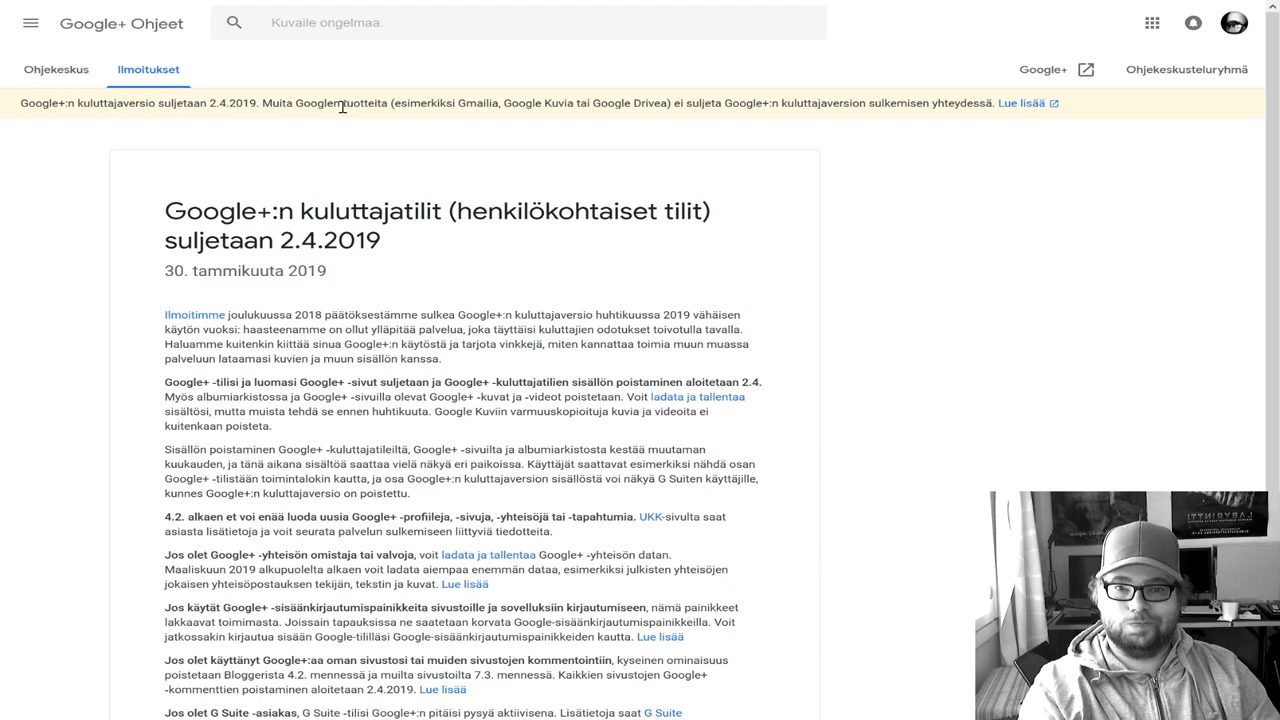 Google+ Ohjeet
Kuvaile ongelmaa.
Ohjekeskus
Ilmoitukset
Google+
Ohjekeskusteluryhmä
Google+:n kuluttajaversio suljetaan 2.4.2019. Muita Googlen tuotteita (esimerkiksi Gmailia, Google Kuvia tai Google Drivea) ei suljeta Google+:n kuluttajaversion sulkemisen yhteydessä. Lue lisää
Google+:n kuluttajatilit (henkilökohtaiset tilit)
suljetaan 2.4.2019
30. tammikuuta 2019
Ilmoitimme joulukuussa 2018 päätöksestämme sulkea Google+:n kuluttajaversio huhtikuussa 2019 vähäisen
käytön vuoksi: haasteenamme on ollut ylläpitää palvelua, joka täyttäisi kuluttajien odotukset toivotulla tavalla.
Haluamme kuitenkin kiittää sinua Google+:n käytöstä ja tarjota vinkkejä, miten kannattaa toimia muun muassa
palveluun lataamasi kuvien ja muun sisällön kanssa.
Google+ -tilisi ja luomasi Google+ -sivut suljetaan ja Google+ -kuluttajatilien sisällön poistaminen aloitetaan 2.4.
Myös albumiarkistossa ja Google+ -sivuilla olevat Google+ -kuvat ja -videot poistetaan. Voit ladata ja tallentaa
sisältösi, mutta muista tehdä se ennen huhtikuuta. Google Kuviin varmuuskopioituja kuvia ja videoita ei
kuitenkaan poisteta.
Sisällön poistaminen Google+ -kuluttajatileiltä, Google+ -sivuilta ja albumiarkistosta kestää muutaman
kuukauden, ja tänä aikana sisältöä saattaa vielä näkyä eri paikoissa. Käyttäjät saattavat esimerkiksi nähdä osan
Google+ -tilistään toimintalokin kautta, ja osa Google+:n kuluttajaversion sisällöstä voi näkyä G Suiten käyttäjille,
kunnes Google+:n kuluttajaversio on poistettu.
4.2. alkaen et voi enää luoda uusia Google+ -profiileja, -sivuja, -yhteisöjä tai -tapahtumia. UKK-sivulta saat
asiasta lisätietoja ja voit seurata palvelun sulkemiseen liittyviä tiedotteita.
Jos olet Google+ -yhteisön omistaja tai valvoja, voit ladata ja tallentaa Google+ -yhteisön datan.
Maaliskuun 2019 alkupuolelta alkaen voit ladata aiempaa enemmän dataa, esimerkiksi julkisten yhteisöjen
jokaisen yhteisöpostauksen tekijän, tekstin ja kuvat. Lue lisää
Jos käytät Google+ -sisäänkirjautumispainikkeita sivustoille ja sovelluksiin kirjautumiseen, nämä painikkeet
lakkaavat toimimasta. Joissain tapauksissa ne saatetaan korvata Google-sisäänkirjautumispainikkeilla. Voit
jatkossakin kirjautua sisään Google-tililläsi Google-sisäänkirjautumispainikkeiden kautta. Lue lisää
Jos olet käyttänyt Google+:aa oman sivustosi tai muiden sivustojen kommentointiin, kyseinen ominaisuus
poistetaan Bloggerista 4.2. mennessä ja muilta sivustoilta 7.3. mennessä. Kaikkien sivustojen Google+
-kommenttien poistaminen aloitetaan 2.4.2019. Lue lisää
Jos olet G Suite -asiakas, G Suite -tilisi Google+:n pitäisi pysyä aktiivisena. Lisätietoja saat G Suite
LABYRINTTI